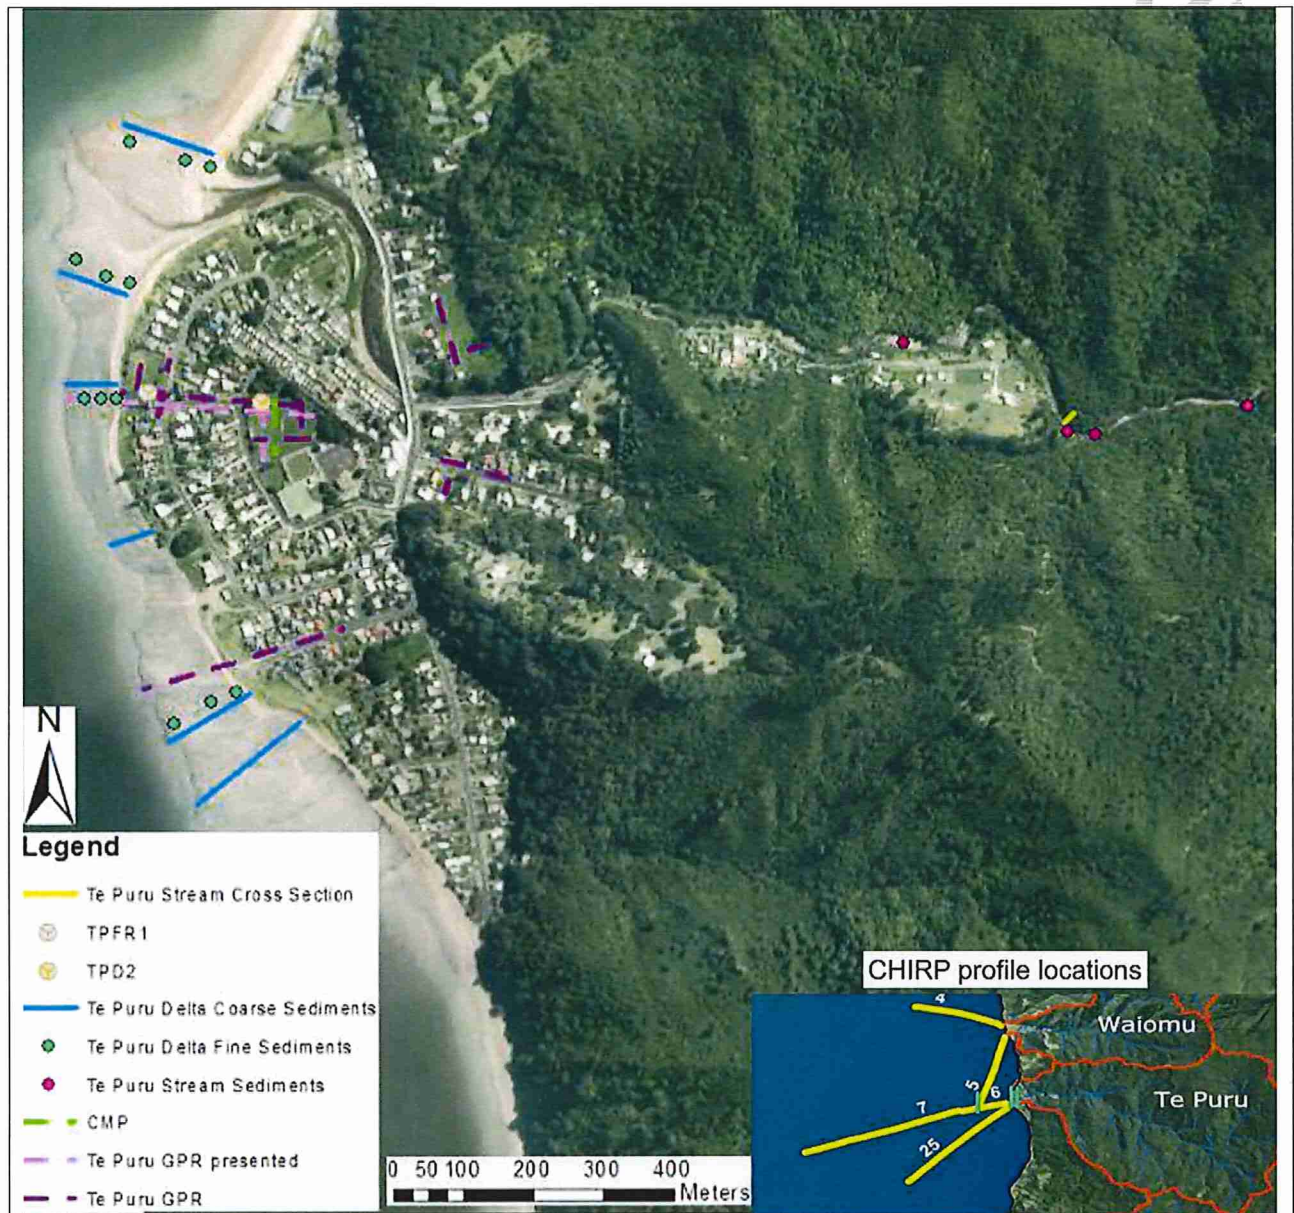 N
Legend
Te Puru Stream Cross Section
TPFR1
TPD2
Te Puru Delta Coarse Sediments
Te Puru Delta Fine Sediments
Te Puru Stream Sediments
CMP
Te Puru GPR presented
Te Puru GPR
0 50 100 200 300 400
Meters
CHIRP profile locations
4
Waiomu
5
6
Te Puru
7
25